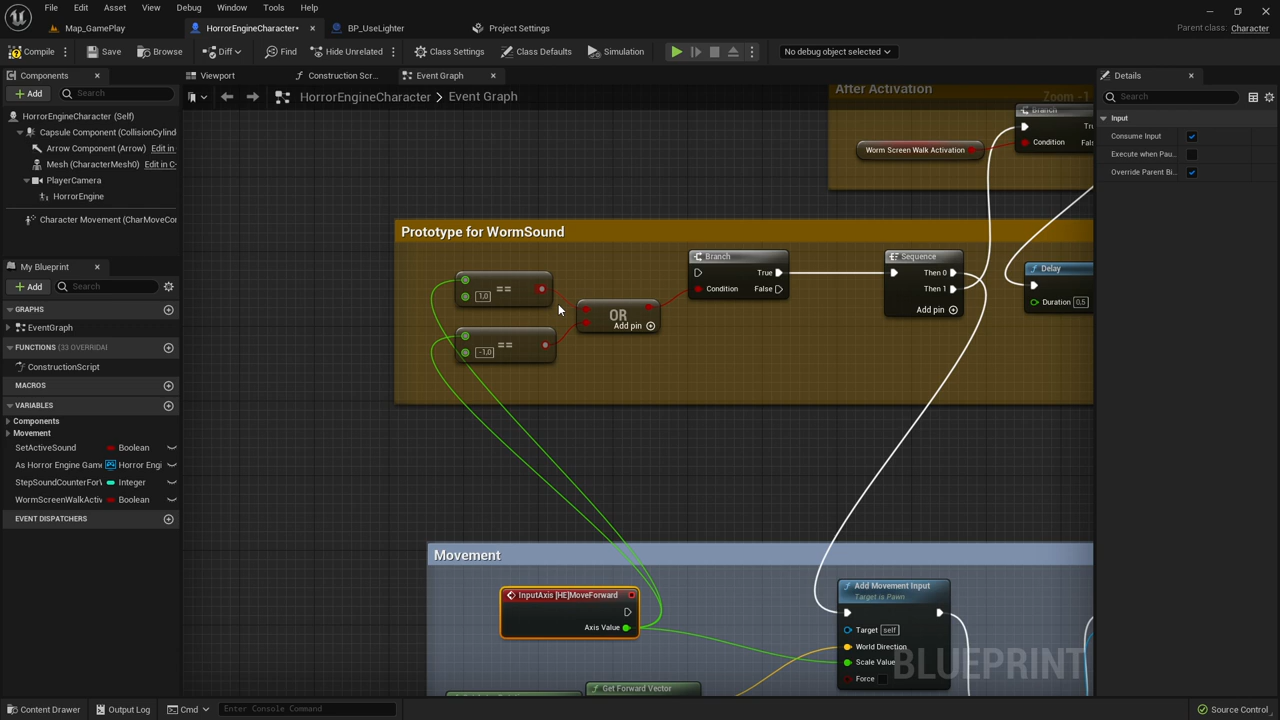 File Edit Asset View Debug Window Tools Help
Map_GamePlay
HorrorEngineCharacter*
BP_UseLighter
Project Settings
Parent class: Character
Compile
Save
Browse
Diff
Find
Hide Unrelated
Class Settings
Class Defaults
Simulation
No debug object selected
Components
Viewport
Construction Scr...
Event Graph
Details
Add
Search
HorrorEngineCharacter > Event Graph
Zoom -1
Search
HorrorEngineCharacter (Self)
Capsule Component (CollisionCylind
Arrow Component (Arrow) Edit in
Mesh (CharacterMesh0) Edit in C
PlayerCamera
HorrorEngine
Character Movement (CharMoveCor
Input
Consume Input
Execute when Pau...
Override Parent Bi...
After Activation
Branch
Worm Screen Walk Activation
Condition
Prototype for WormSound
1,0
==
-1,0
==
OR
Add pin
Branch
True
Condition False
Sequence
Then 0
Then 1
Add pin
Delay
Duration 0,5
My Blueprint
Add
Search
GRAPHS
EventGraph
FUNCTIONS (33 OVERRIDAI
ConstructionScript
MACROS
VARIABLES
Components
Movement
SetActiveSound Boolean
As Horror Engine Game Horror Engi
Integer
WormScreenWalkActiv Boolean
EVENT DISPATCHERS
Movement
InputAxis [HE]MoveForward
Axis Value
Get Forward Vector
Add Movement Input
Target is Pawn
Target self
World Direction
Scale Value
Force
BLUEPRINT
Content Drawer
Output Log
Cmd
Enter Console Command
Source Control